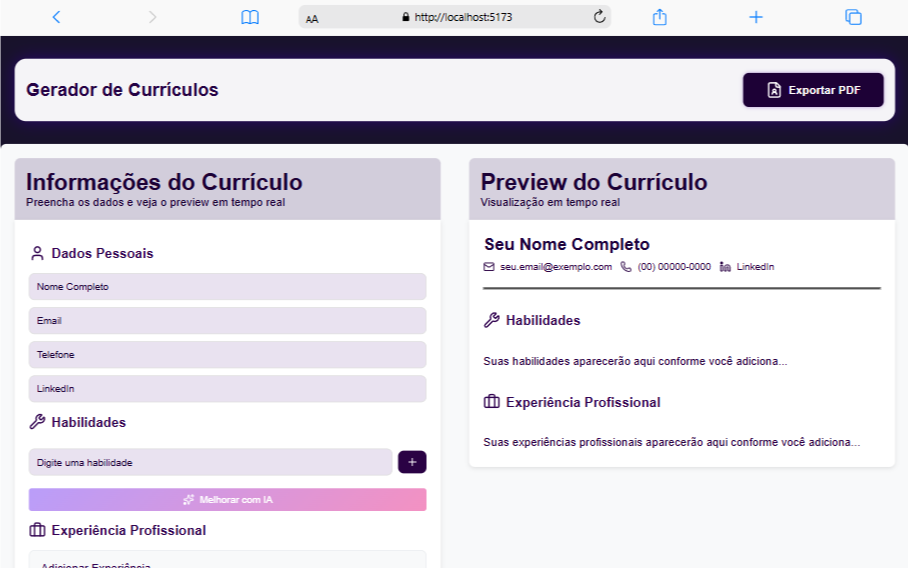 AA
http://localhost:5173
Gerador de Currículos
Exportar PDF
Informações do Currículo
Preencha os dados e veja o preview em tempo real
Dados Pessoais
Nome Completo
Email
Telefone
LinkedIn
Habilidades
Digite uma habilidade
+
Melhorar com IA
Experiência Profissional
Adicionar Experiência
Preview do Currículo
Visualização em tempo real
Seu Nome Completo
seu.email@exemplo.com (00) 00000-0000 LinkedIn
Habilidades
Suas habilidades aparecerão aqui conforme você adiciona...
Experiência Profissional
Suas experiências profissionais aparecerão aqui conforme você adiciona...